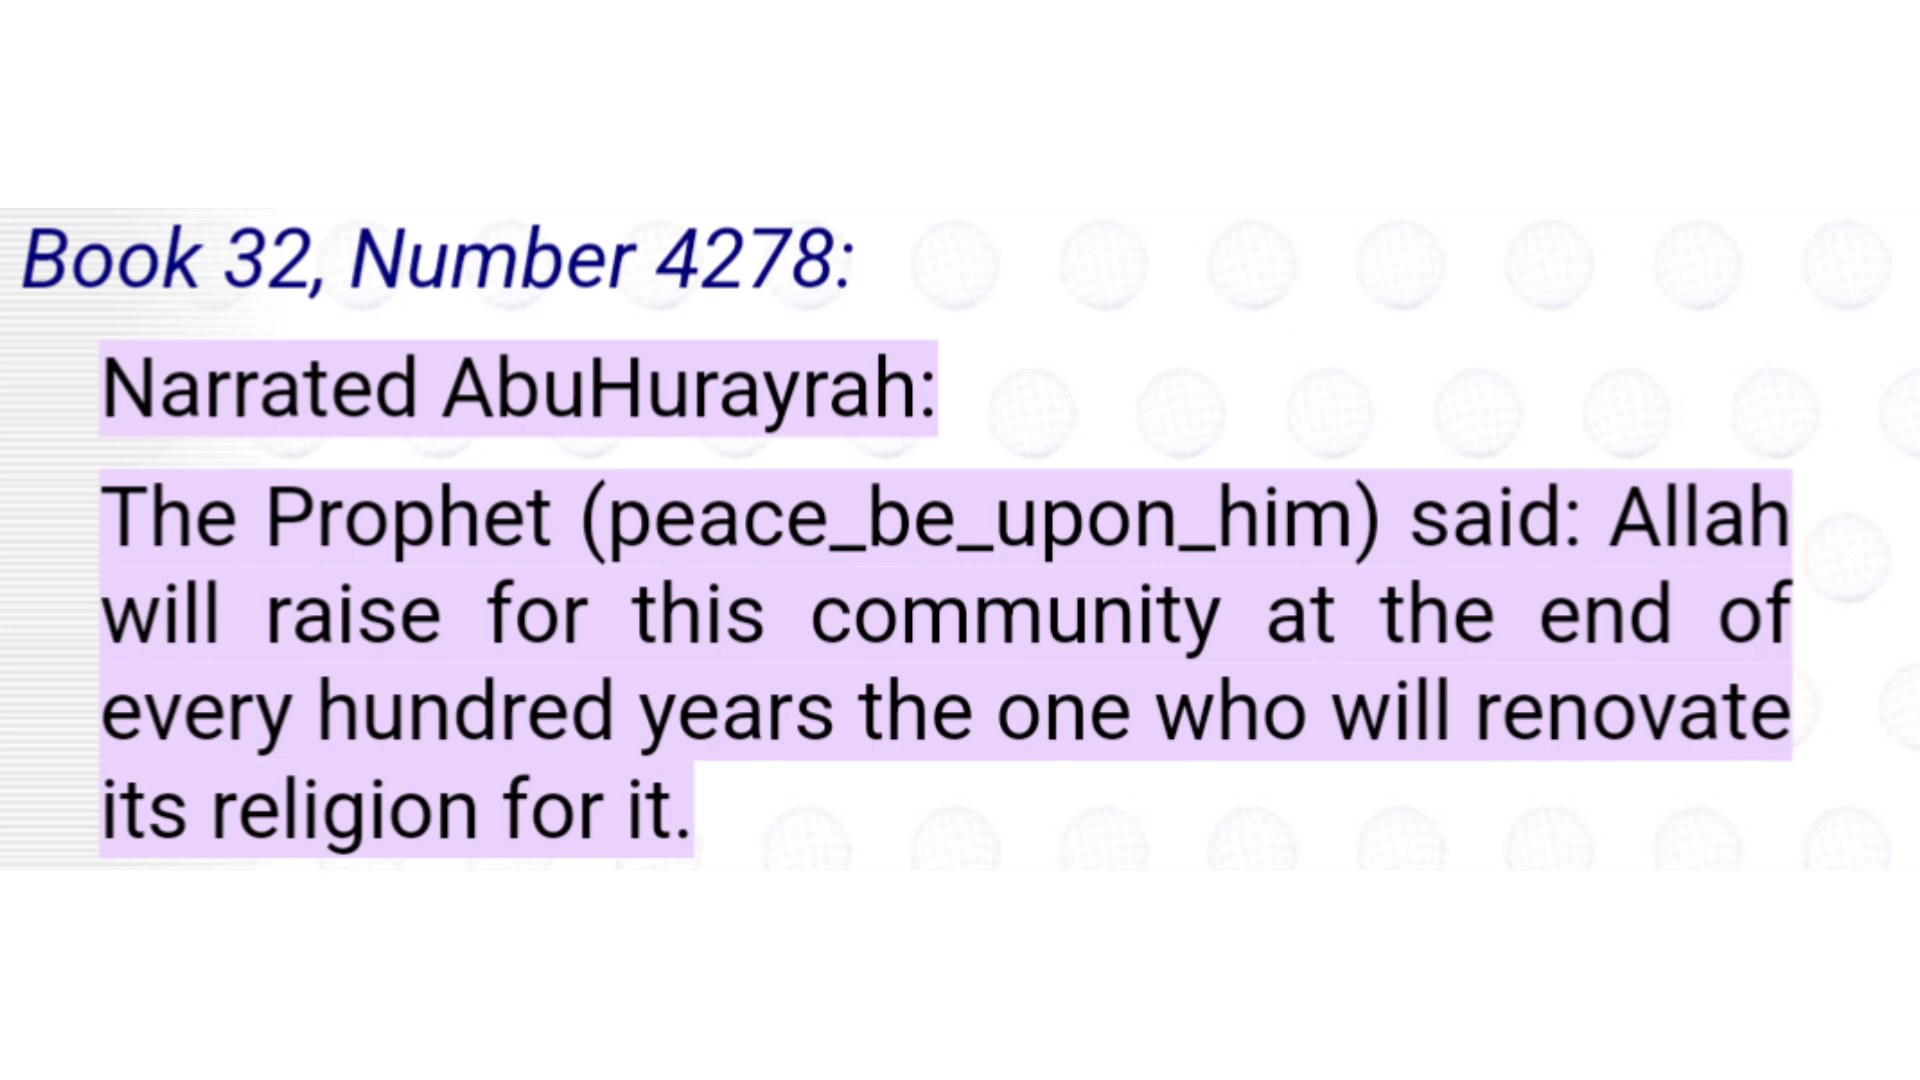 Book 32, Number 4278:
Narrated AbuHurayrah:
The Prophet (peace_be_upon_him) said: Allah
will raise for this community at the end of
every hundred years the one who will renovate
its religion for it.